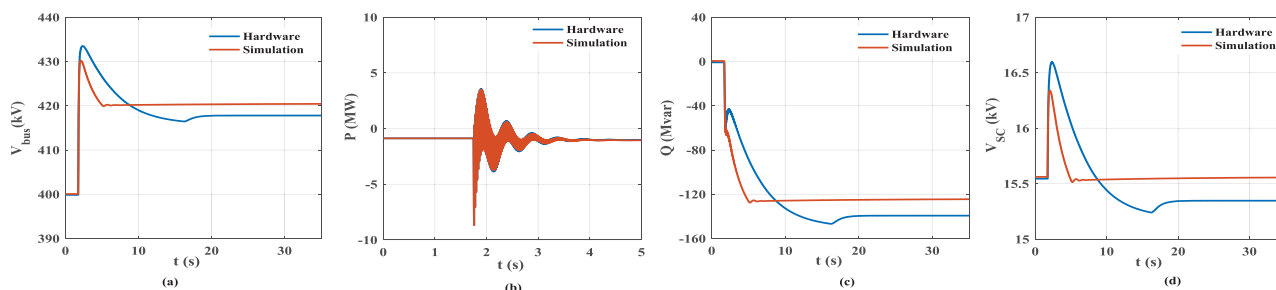 440
430
420
410
400
390
V_bus (kV)
Hardware
Simulation
0 10 20 30
t (s)
(a)
10
5
0
-5
-10
P (MW)
Hardware
Simulation
0 1 2 3 4 5
t (s)
(b)
40
0
-40
-80
-120
-160
Q (Mvar)
Hardware
Simulation
0 10 20 30
t (s)
(c)
17
16.5
16
15.5
15
V_SC (kV)
Hardware
Simulation
0 10 20 30
t (s)
(d)